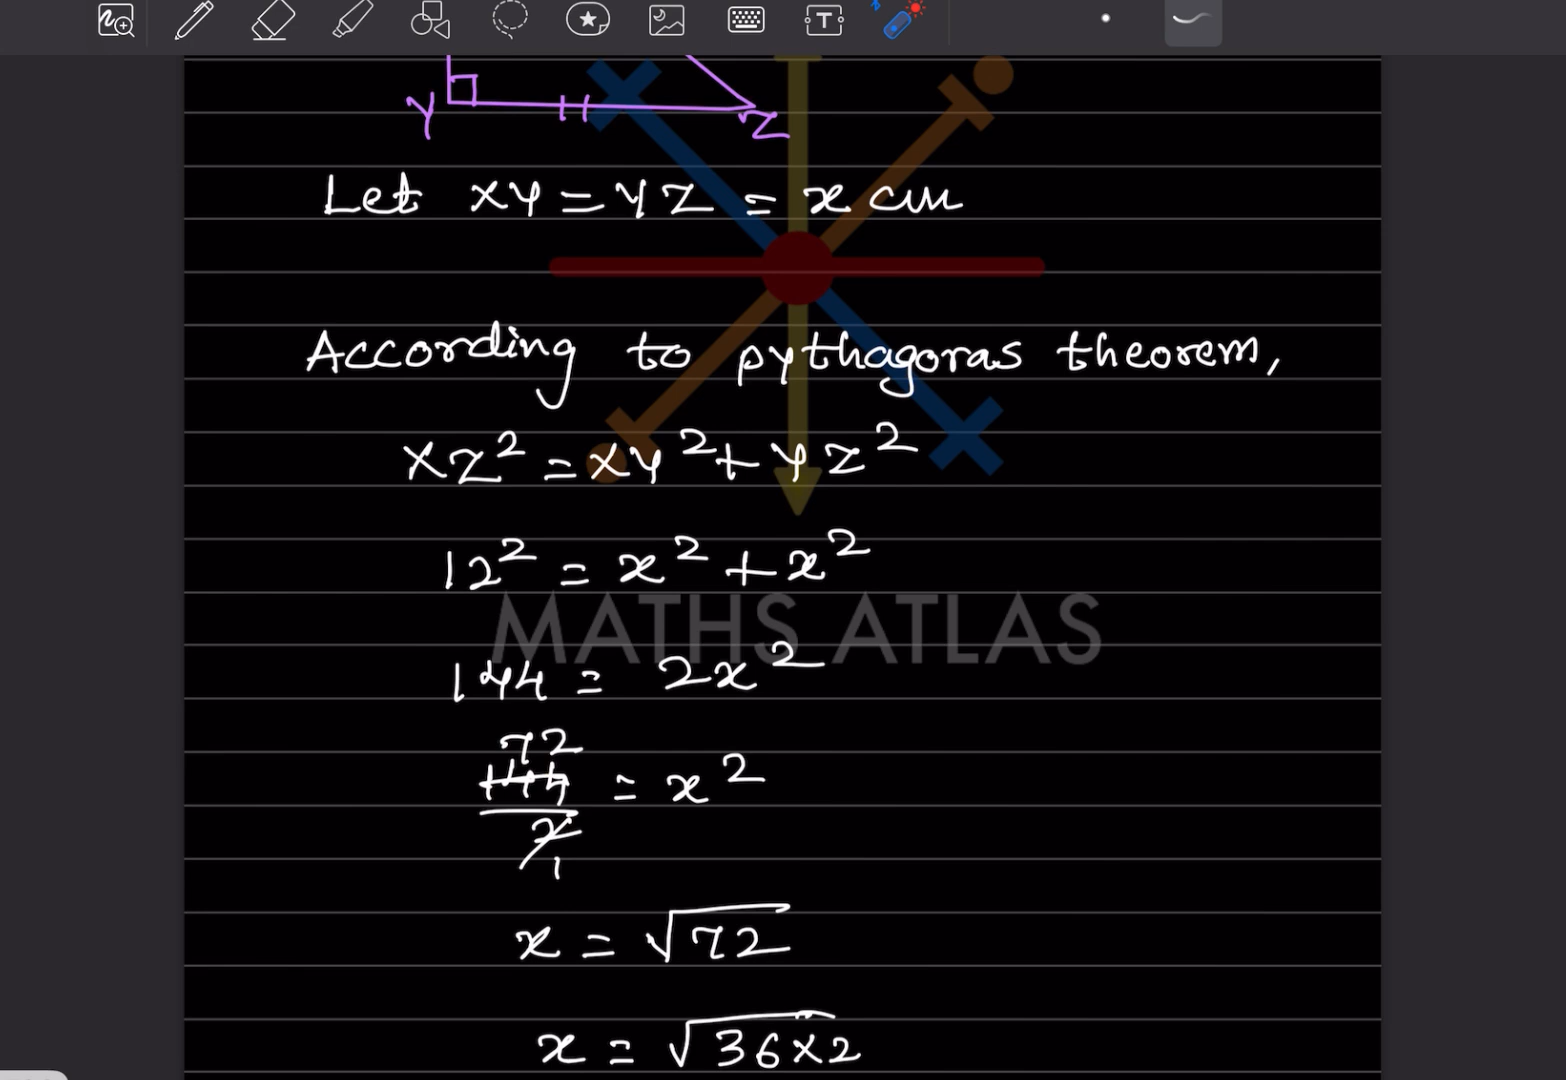 Y
Z
Let XY = YZ = x cm
According to pythagoras theorem,
XZ² = XY² + YZ²
12² = x² + x²
MATHS ATLAS
144 = 2x²
72
144 = x²
2
1
x = √72
x = √36×2